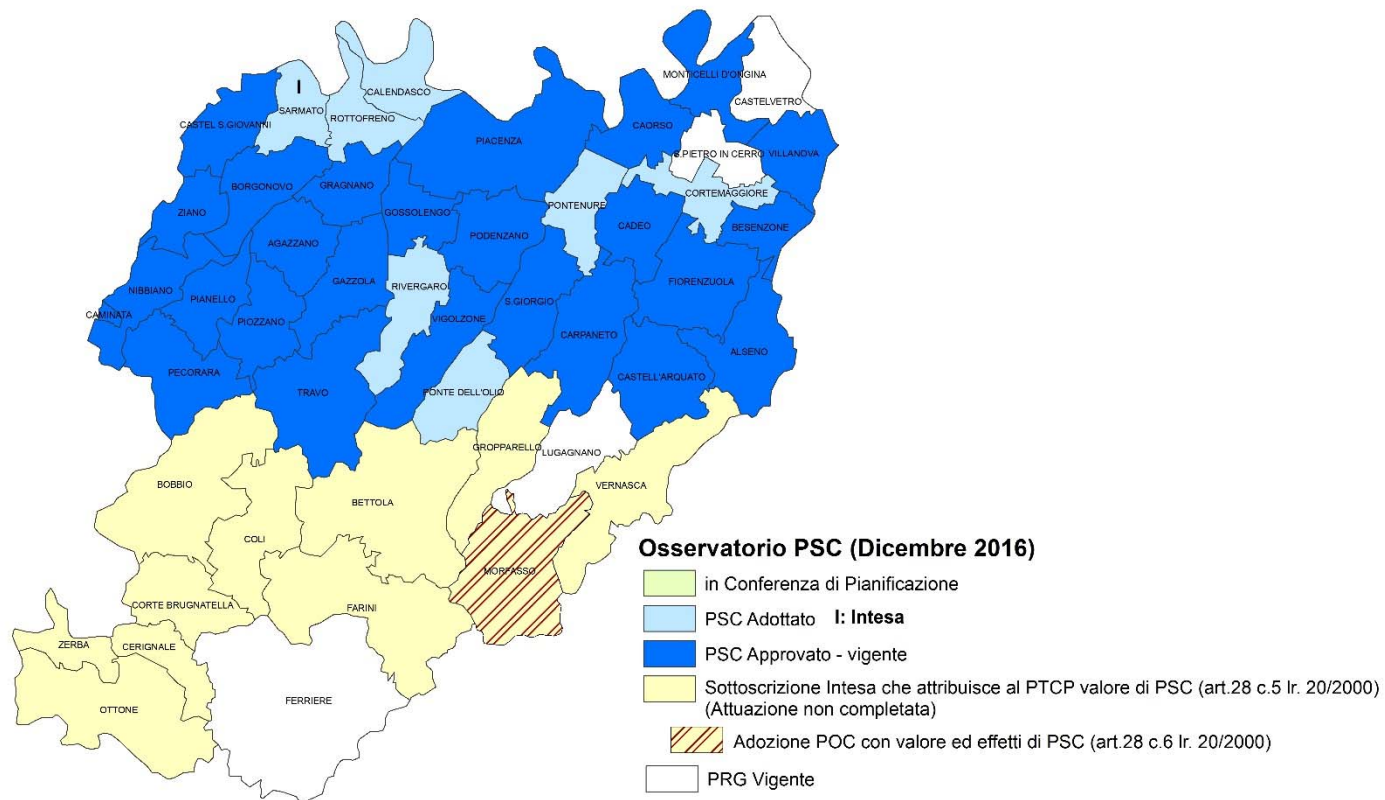 MONTICELLI D'ONGINA
CALENDASCO
I
CASTELVETRO
SARMATO
ROTTOFRENO
CASTEL S.GIOVANNI
CAORSO
PIACENZA
S.PIETRO IN CERRO
VILLANOVA
BORGONOVO
GRAGNANO
CORTEMAGGIORE
PONTENURE
ZIANO
GOSSOLENGO
CADEO
BESENZONE
PODENZANO
AGAZZANO
GAZZOLA
FIORENZUOLA
RIVERGARO
NIBBIANO
PIANELLO
S.GIORGIO
CAMINATA
PIOZZANO
VIGOLZONE
CARPANETO
ALSENO
PECORARA
CASTELL'ARQUATO
TRAVO
PONTE DELL'OLIO
GROPPARELLO
LUGAGNANO
BOBBIO
VERNASCA
BETTOLA
COLI
MORFASSO
CORTE BRUGNATELLA
FARINI
ZERBA
CERIGNALE
FERRIERE
OTTONE
Osservatorio PSC (Dicembre 2016)
in Conferenza di Pianificazione
PSC Adottato I: Intesa
PSC Approvato - vigente
Sottoscrizione Intesa che attribuisce al PTCP valore di PSC (art.28 c.5 lr. 20/2000)
(Attuazione non completata)
Adozione POC con valore ed effetti di PSC (art.28 c.6 lr. 20/2000)
PRG Vigente